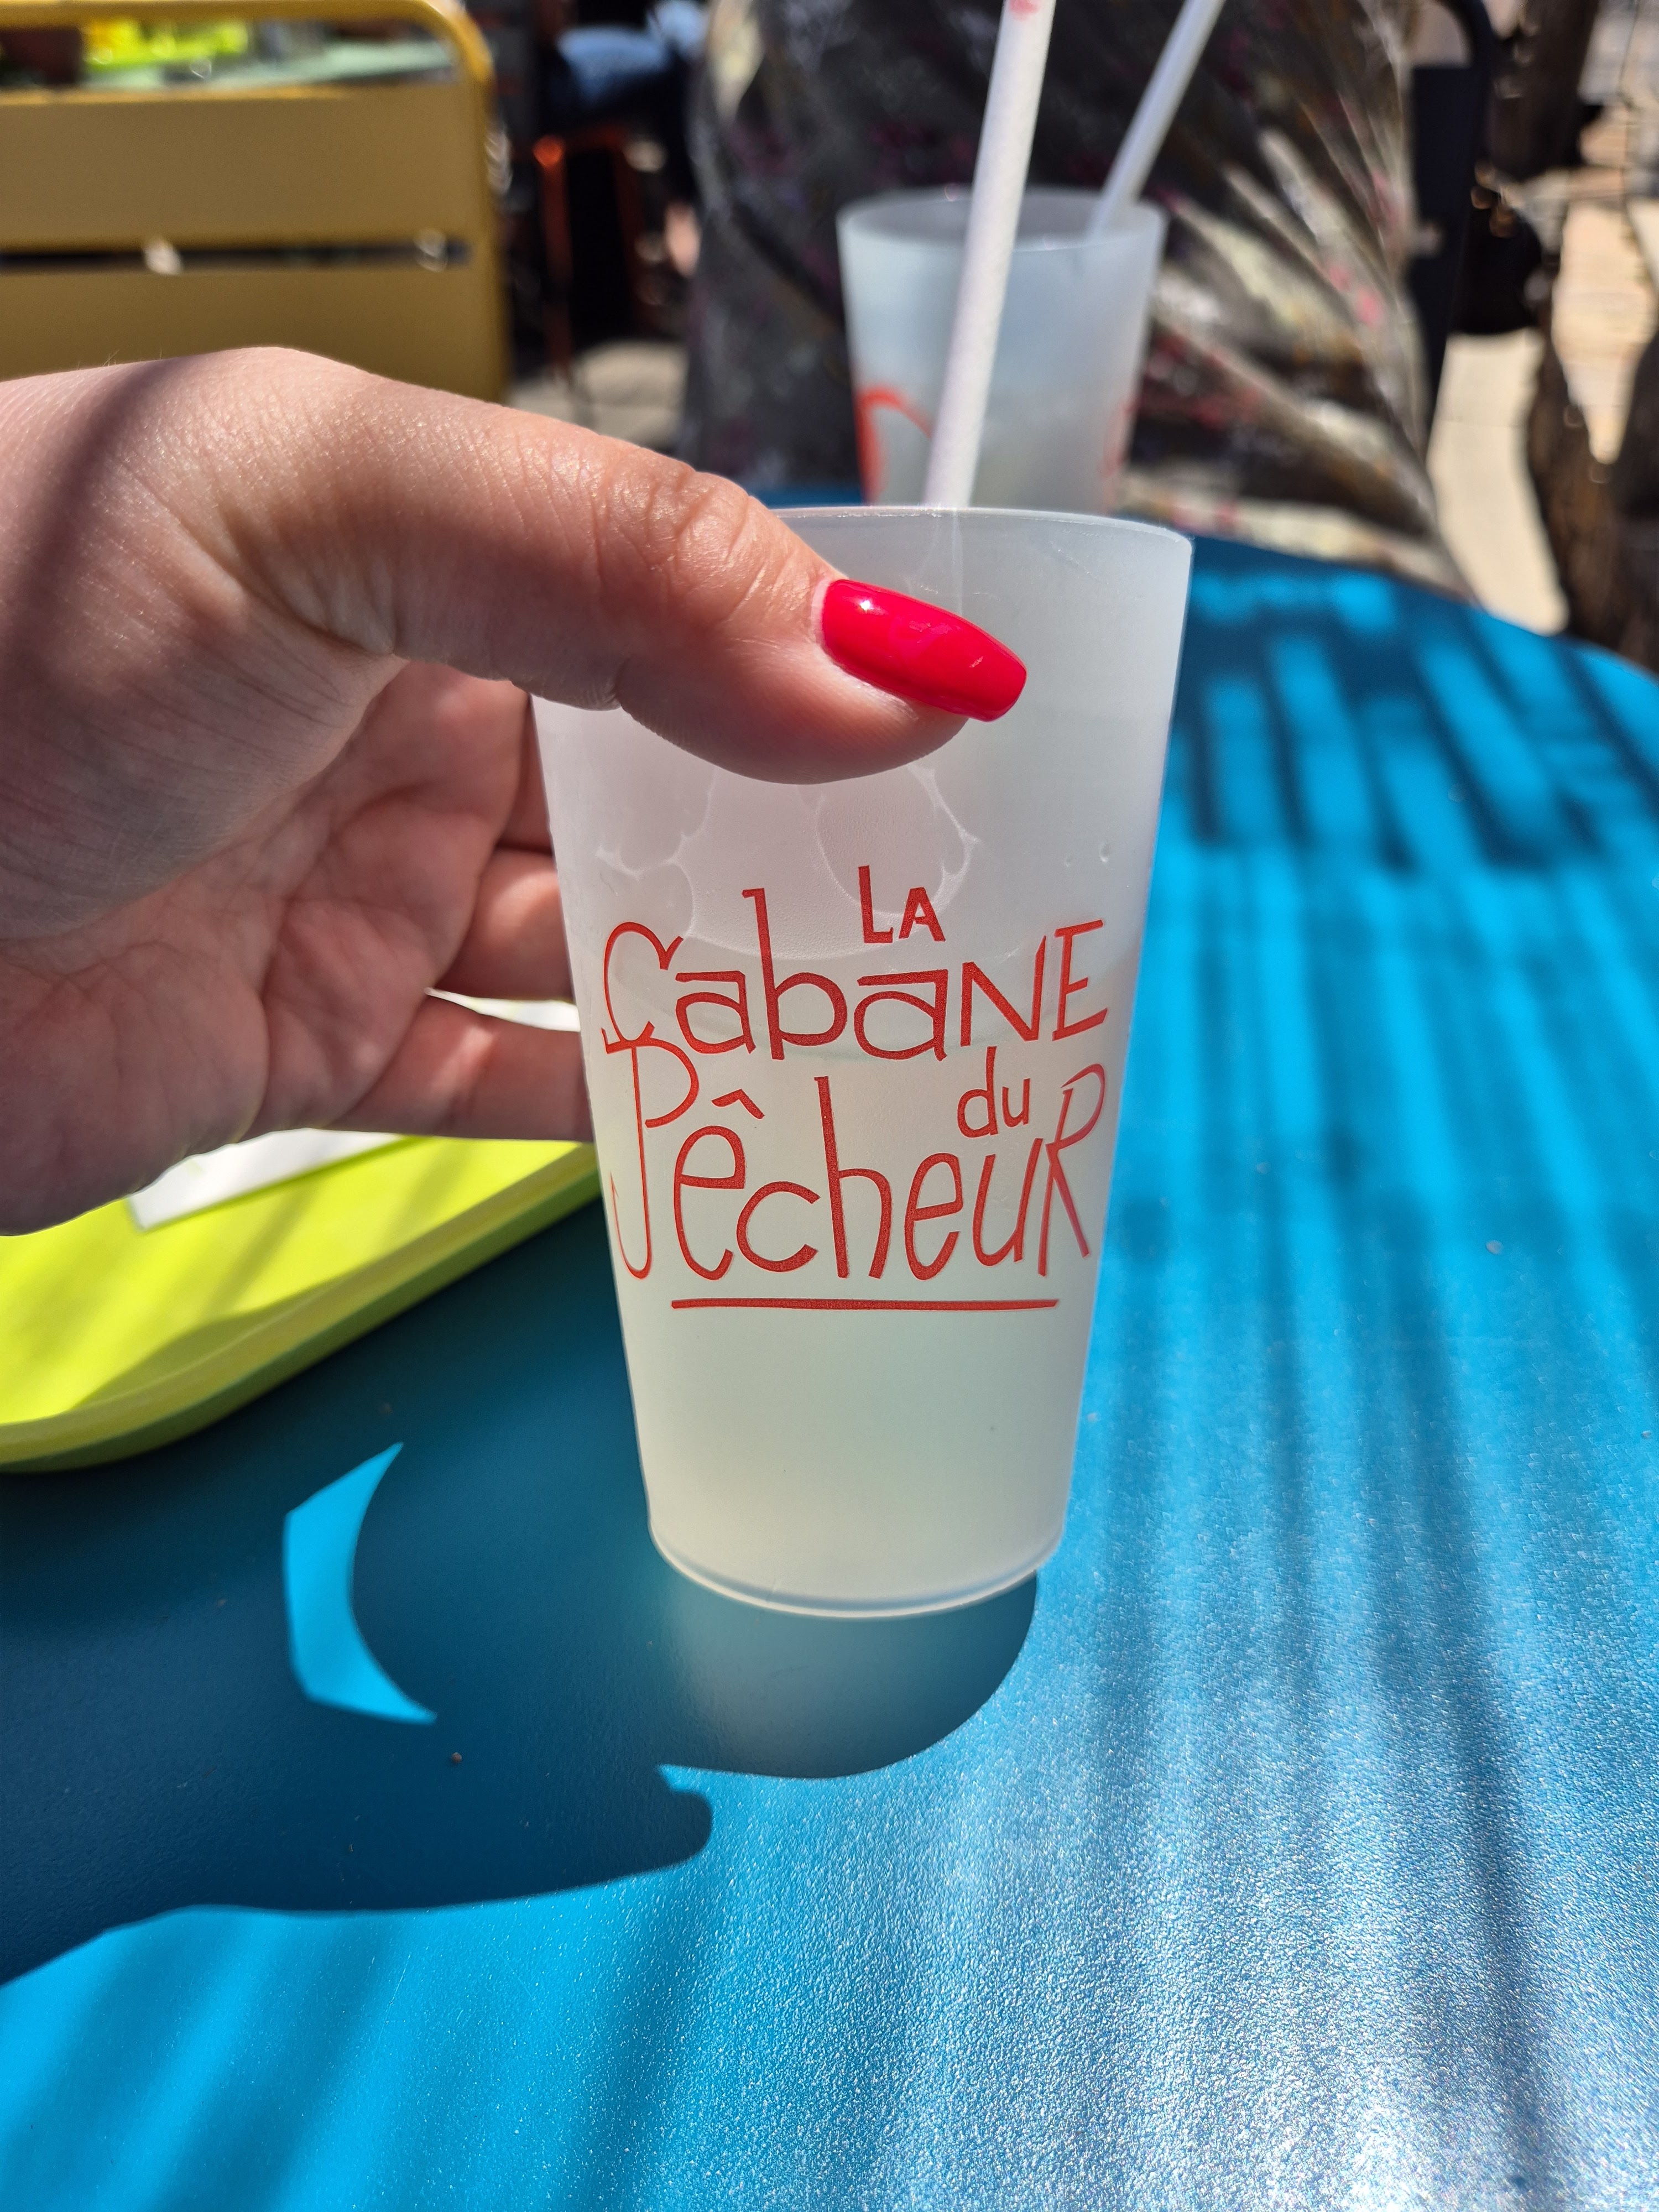 LA
CabaNE
du
PêcheuR